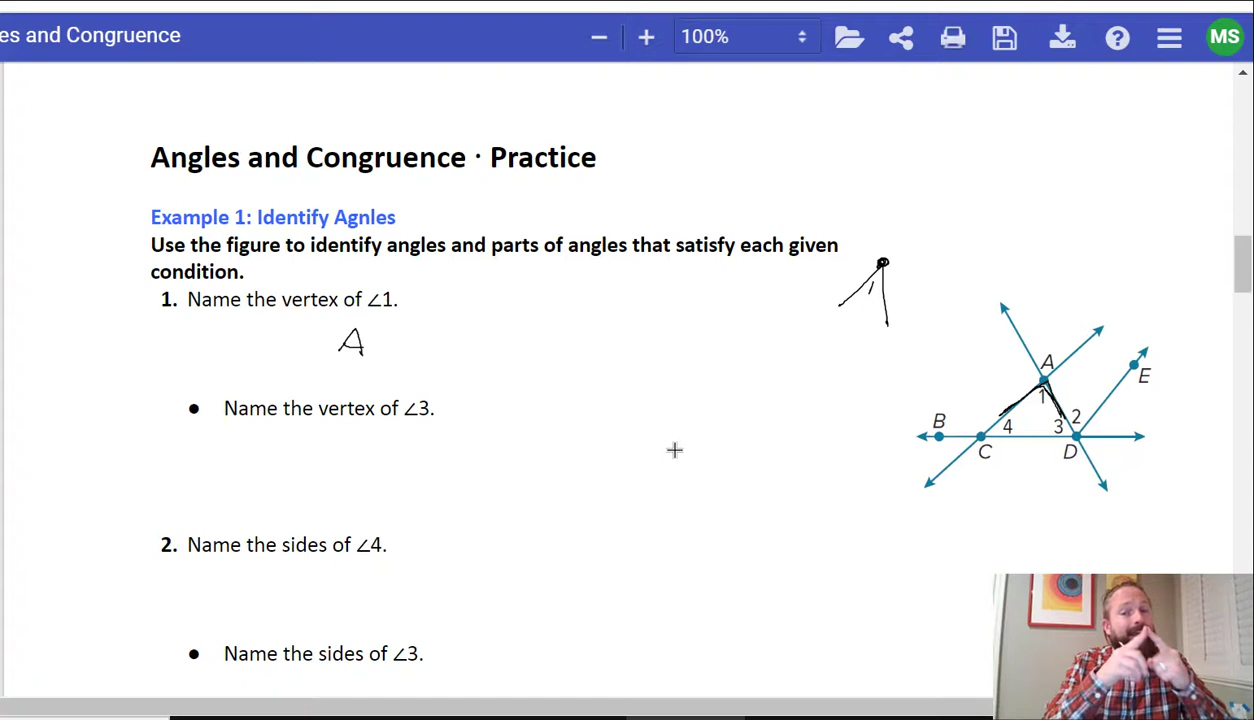 es and Congruence
100%
MS
Angles and Congruence · Practice
Example 1: Identify Agnles
Use the figure to identify angles and parts of angles that satisfy each given
condition.
1. Name the vertex of ∠1.
A
1
● Name the vertex of ∠3.
2. Name the sides of ∠4.
● Name the sides of ∠3.
A
E
1
2
B
4
3
C
D